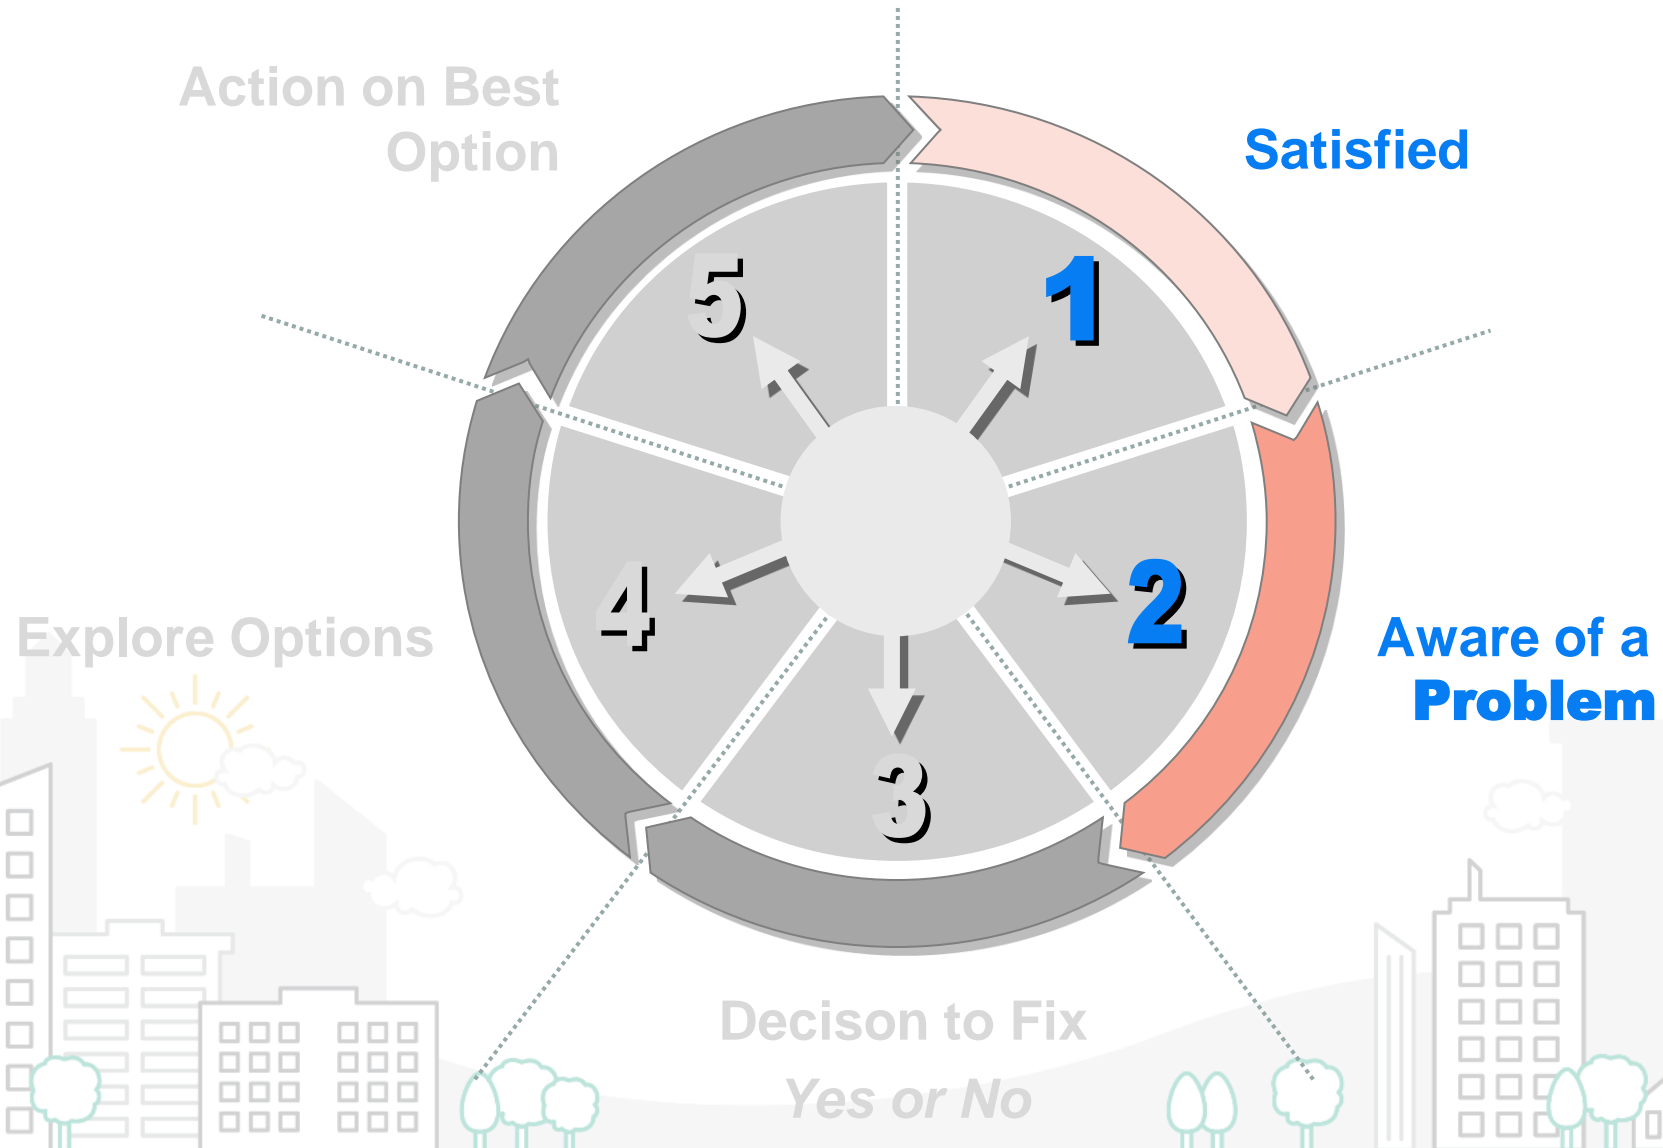 Action on Best
Option
Satisfied
5
1
4
2
Explore Options
Aware of a
Problem
3
Decison to Fix
Yes or No